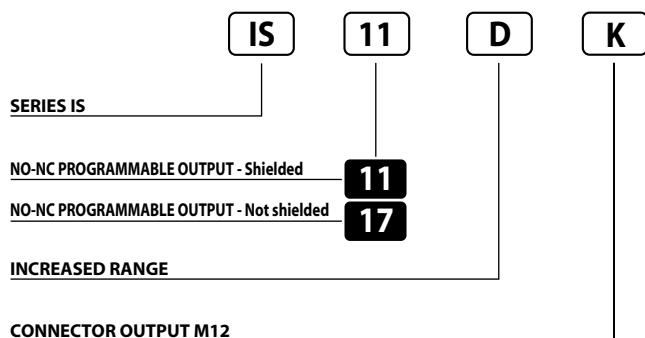 IS 11 D K
SERIES IS
NO-NC PROGRAMMABLE OUTPUT - Shielded 11
NO-NC PROGRAMMABLE OUTPUT - Not shielded 17
INCREASED RANGE
CONNECTOR OUTPUT M12